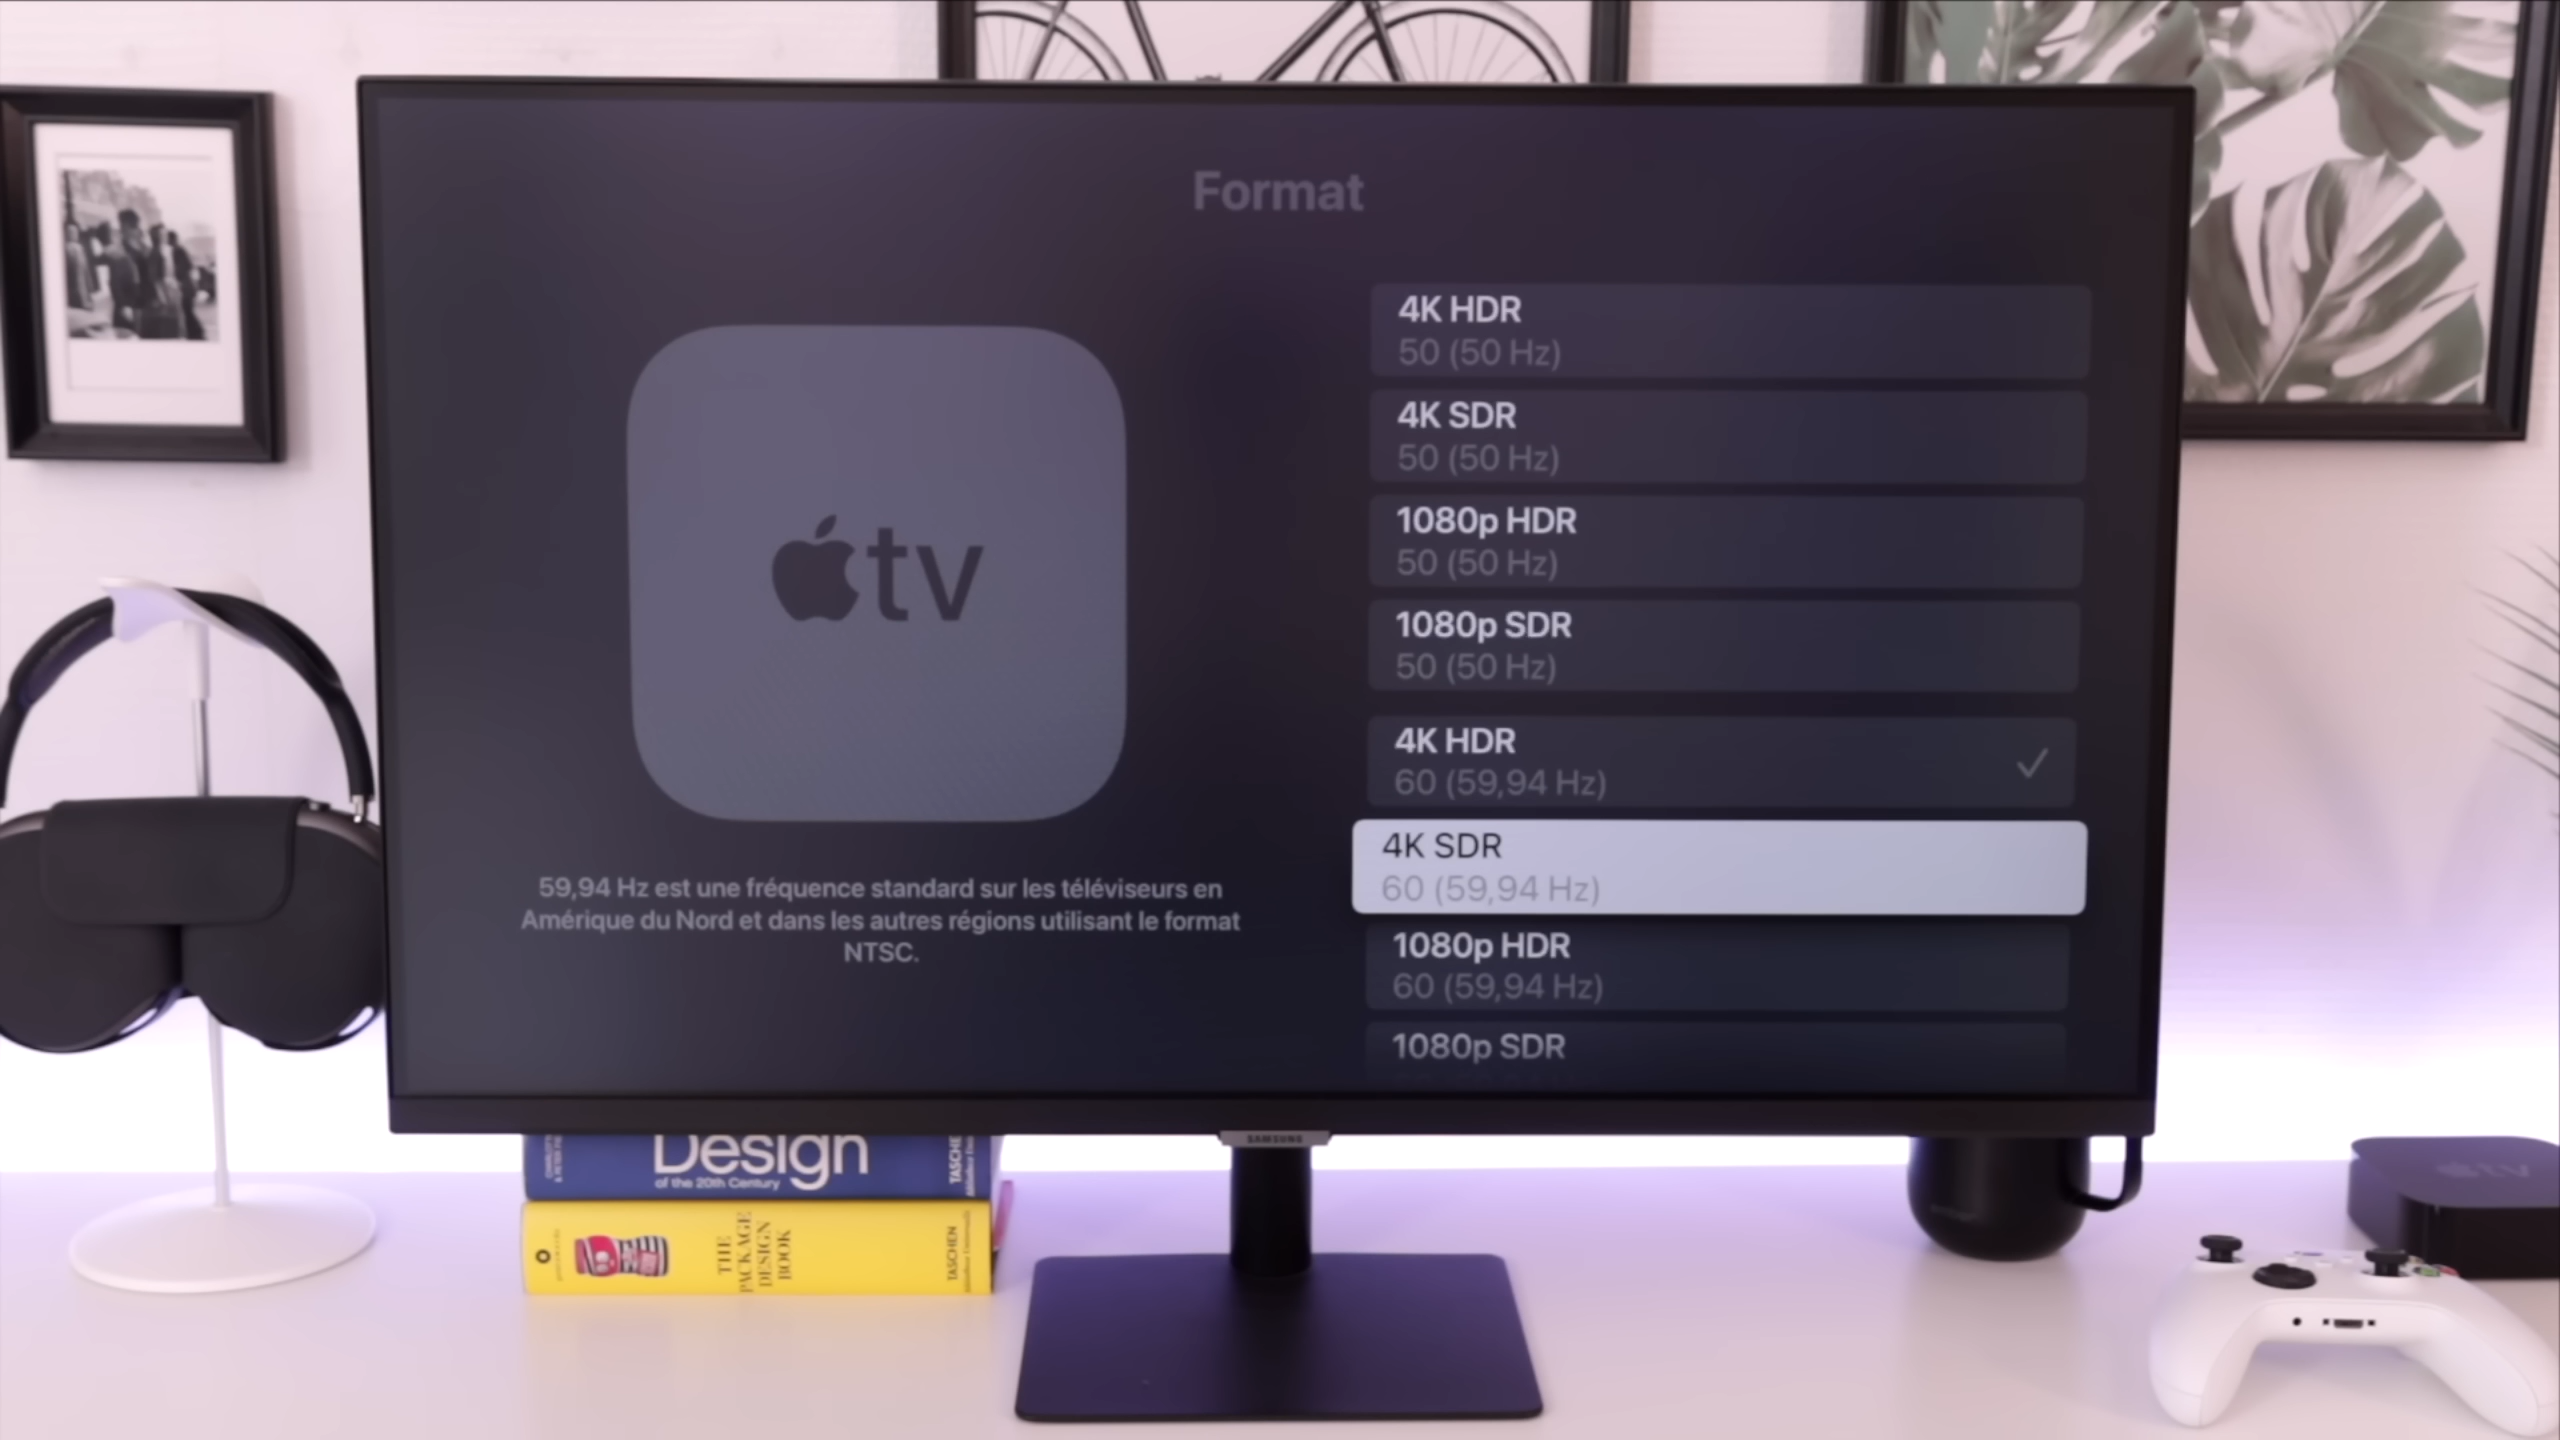 Format
4K HDR
50 (50 Hz)
4K SDR
50 (50 Hz)
1080p HDR
50 (50 Hz)
1080p SDR
50 (50 Hz)
4K HDR
60 (59,94 Hz)
4K SDR
60 (59,94 Hz)
1080p HDR
60 (59,94 Hz)
1080p SDR
tv
59,94 Hz est une fréquence standard sur les téléviseurs en
Amérique du Nord et dans les autres régions utilisant le format
NTSC.
SAMSUNG
Design
of the 20th Century
TASCHE
THE
PACKAGE
DESIGN
BOOK
TASCHEN
tv